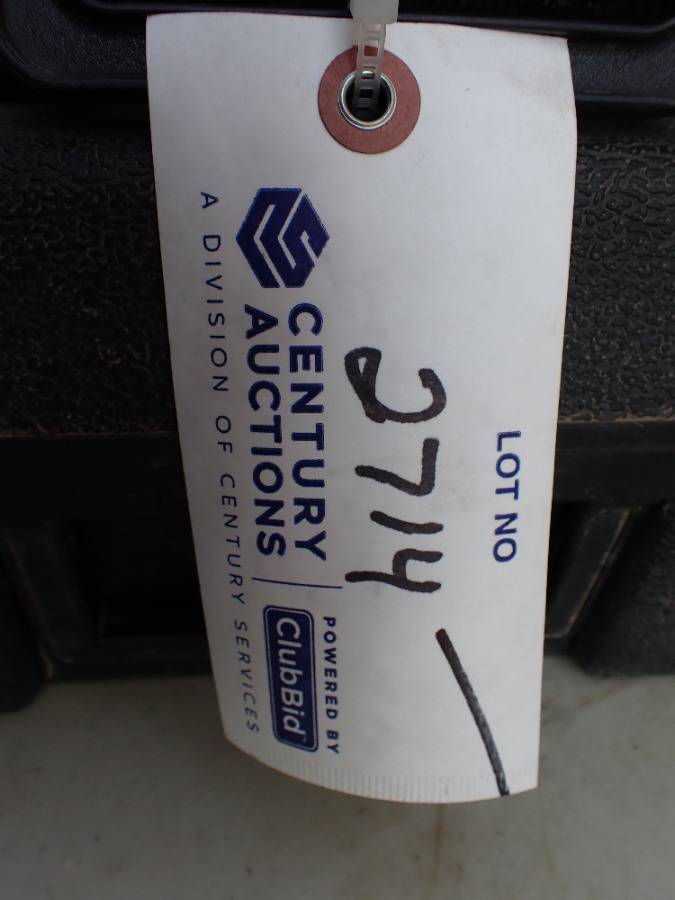 LOT NO
2714
CENTURY
AUCTIONS
POWERED BY
ClubBid
A DIVISION OF CENTURY SERVICES